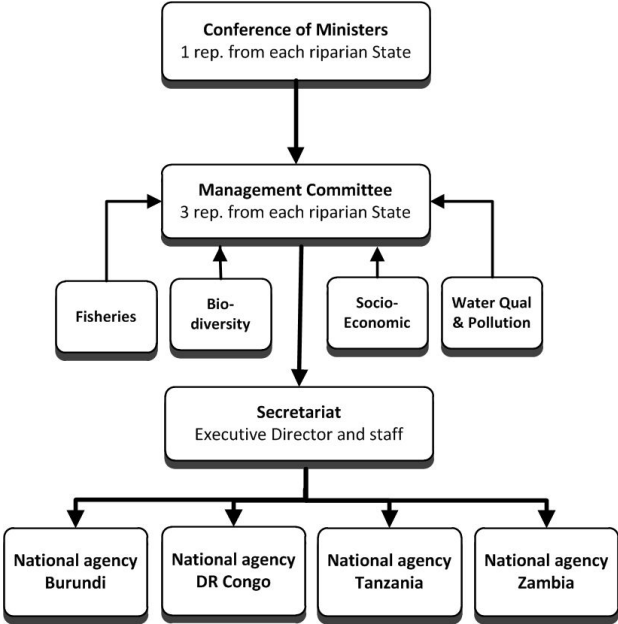 Conference of Ministers
1 rep. from each riparian State
Management Committee
3 rep. from each riparian State
Fisheries
Bio-
diversity
Socio-
Economic
Water Qual
& Pollution
Secretariat
Executive Director and staff
National agency
Burundi
National agency
DR Congo
National agency
Tanzania
National agency
Zambia